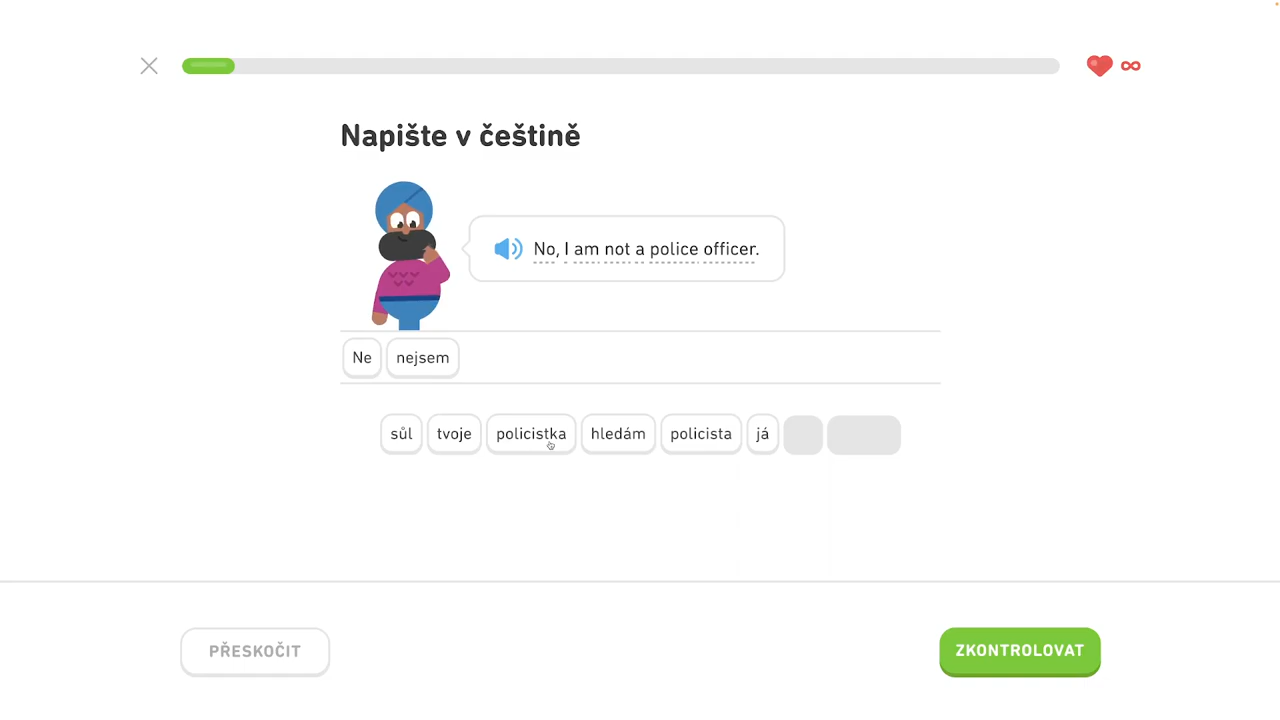 Napište v češtině
No, I am not a police officer.
Ne nejsem
sůl tvoje policistka hledám policista já
PŘESKOČIT ZKONTROLOVAT